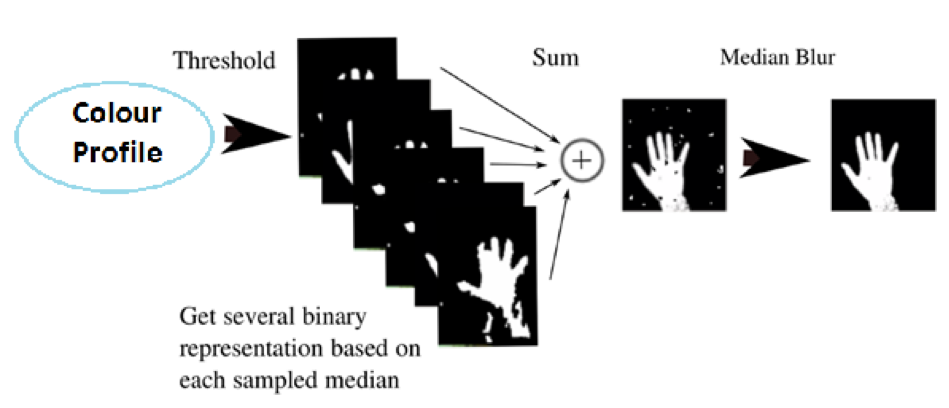 Threshold
Sum
Median Blur
Colour
Profile
+
Get several binary
representation based on
each sampled median